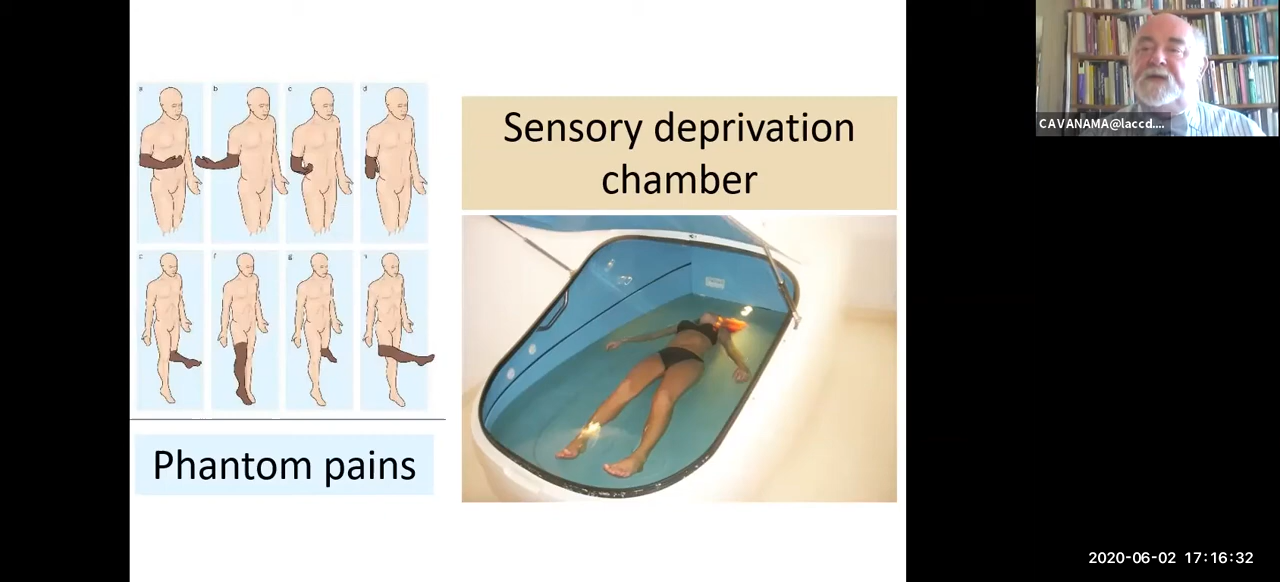 a b c d
f g
Phantom pains
Sensory deprivation
chamber
CAVANAMA@laccd....
2020-06-02 17:16:32